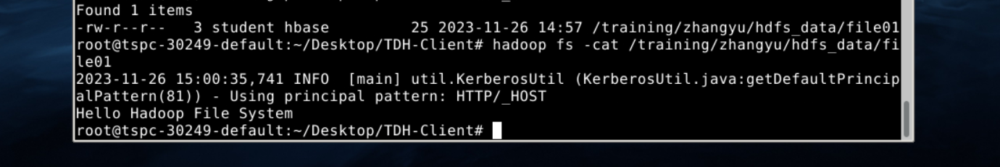 Found 1 items
-rw-r--r--   3 student hbase         25 2023-11-26 14:57 /training/zhangyu/hdfs_data/file01
root@tspc-30249-default:~/Desktop/TDH-Client# hadoop fs -cat /training/zhangyu/hdfs_data/fi
le01
2023-11-26 15:00:35,741 INFO  [main] util.KerberosUtil (KerberosUtil.java:getDefaultPrincip
alPattern(81)) - Using principal pattern: HTTP/_HOST
Hello Hadoop File System
root@tspc-30249-default:~/Desktop/TDH-Client#